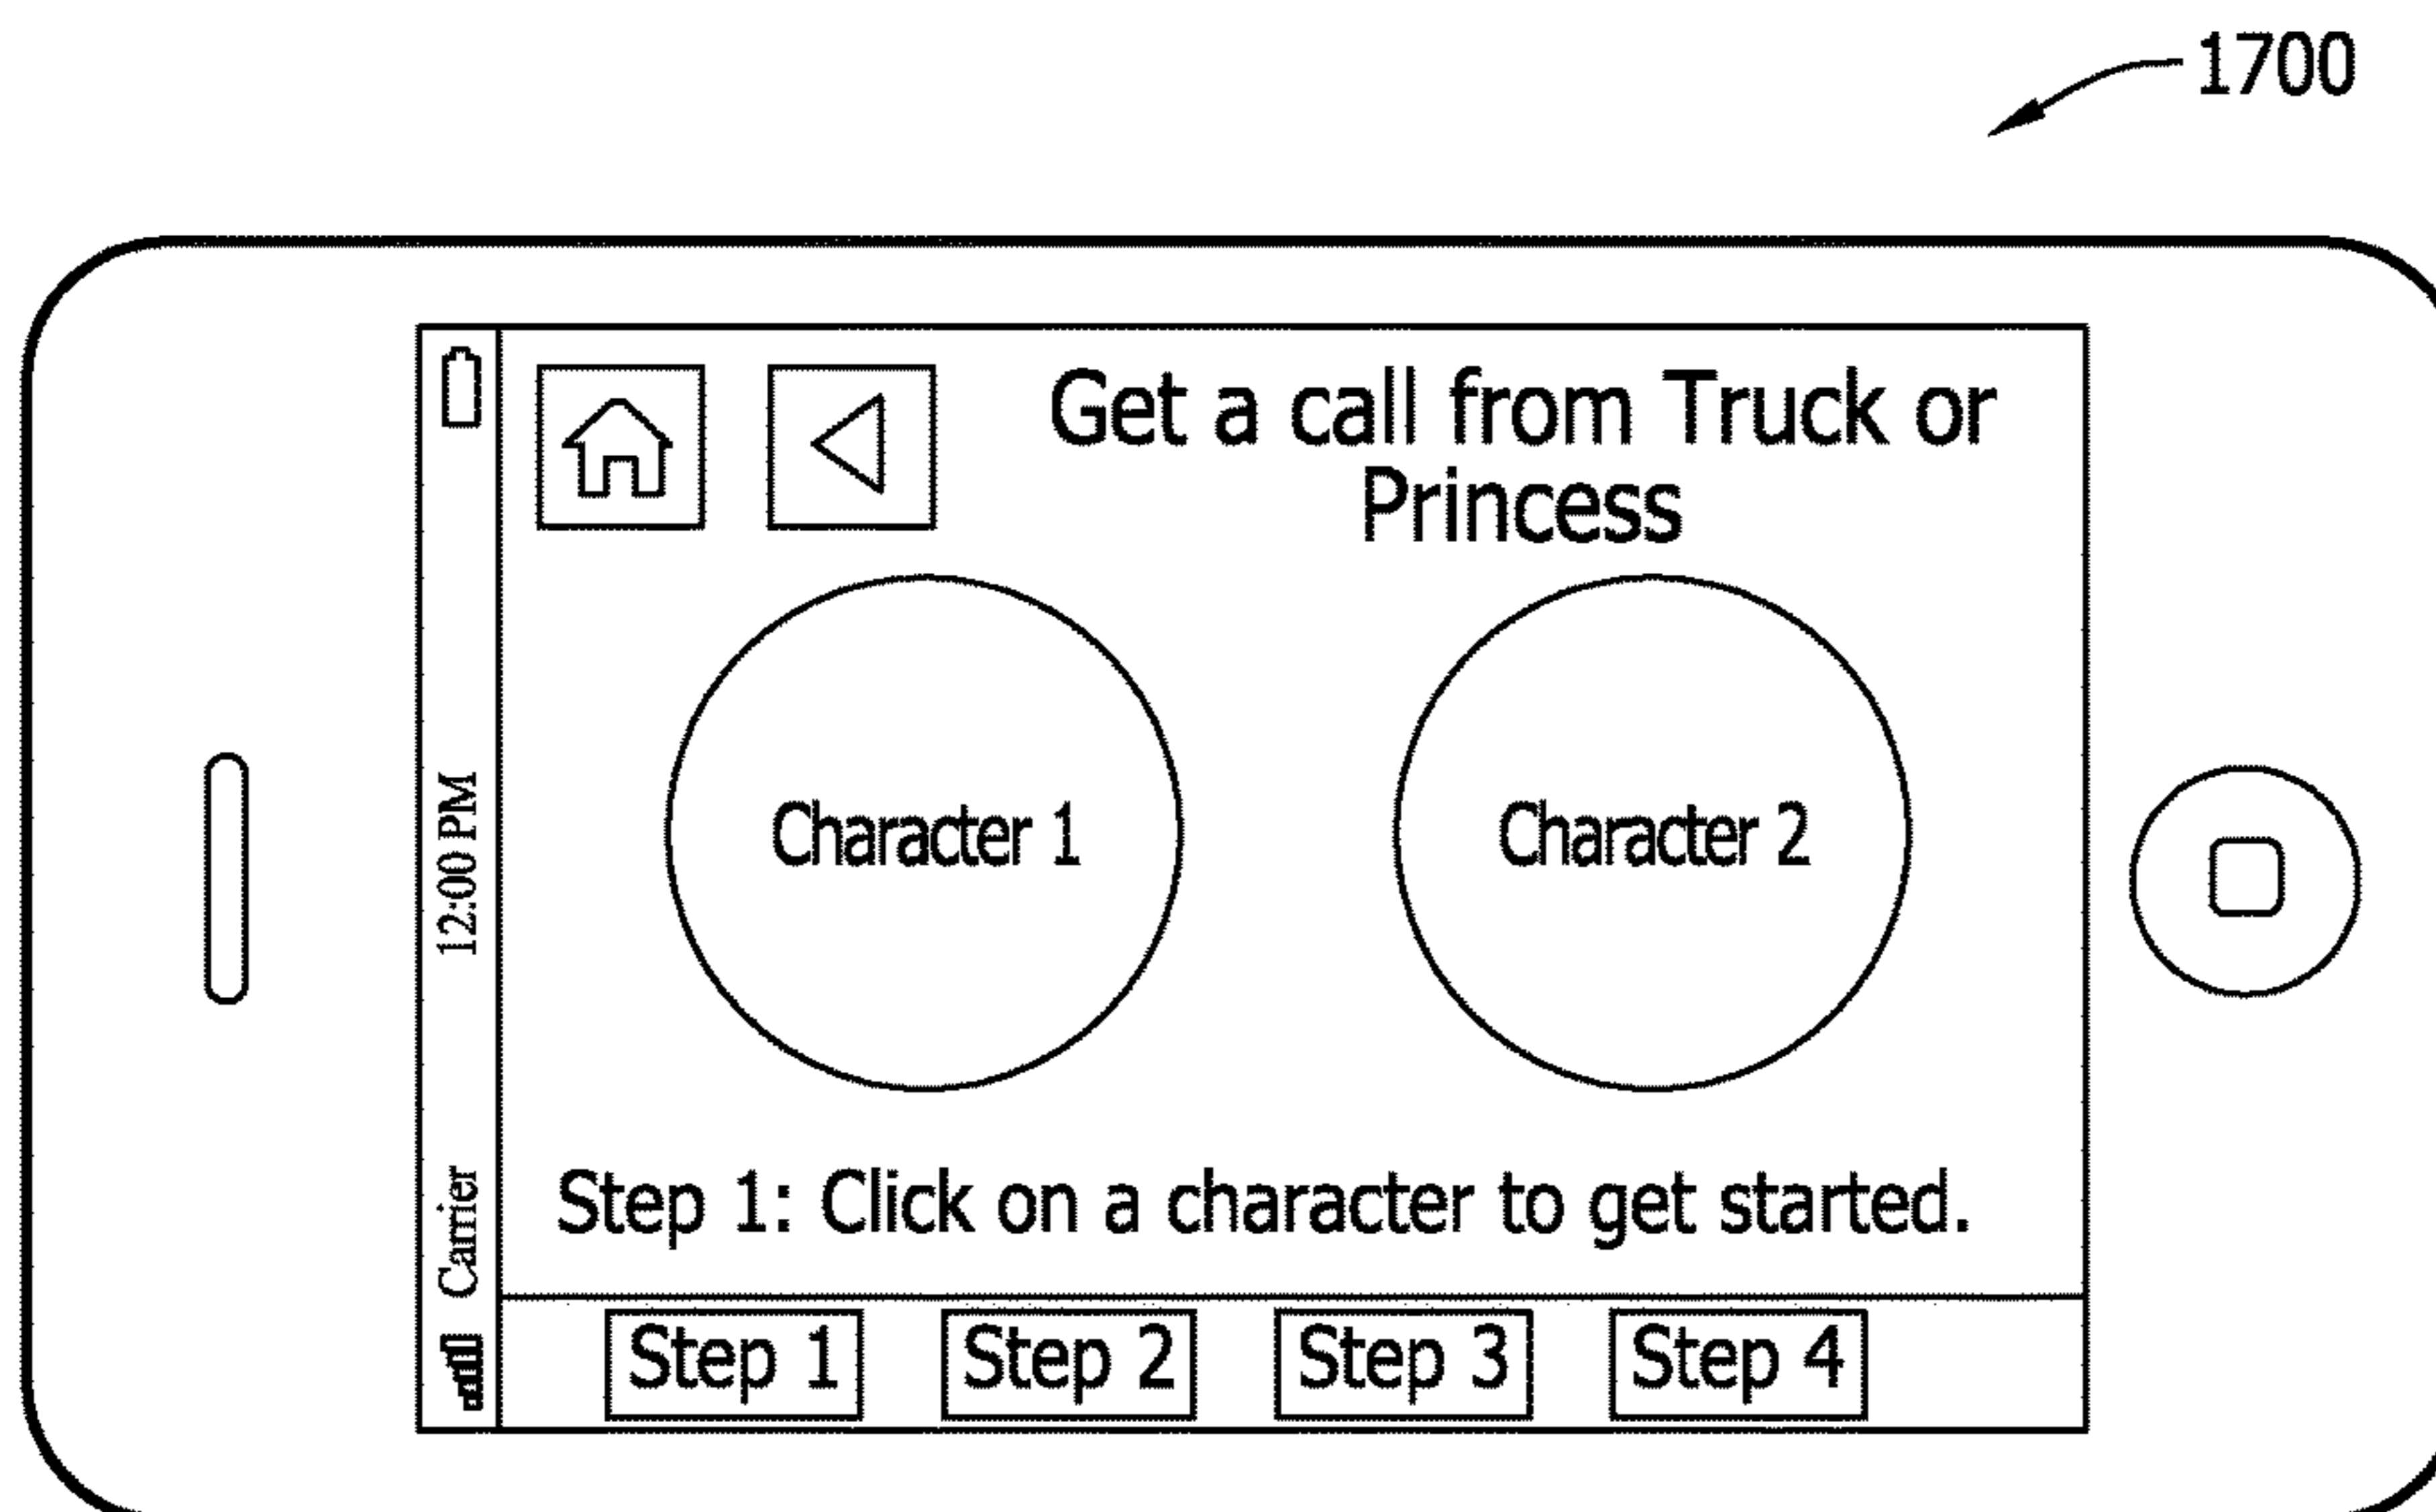 1700
Get a call from Truck or
Princess
Character 1
Character 2
Step 1: Click on a character to get started.
Step 1
Step 2
Step 3
Step 4
Carrier
12:00 PM